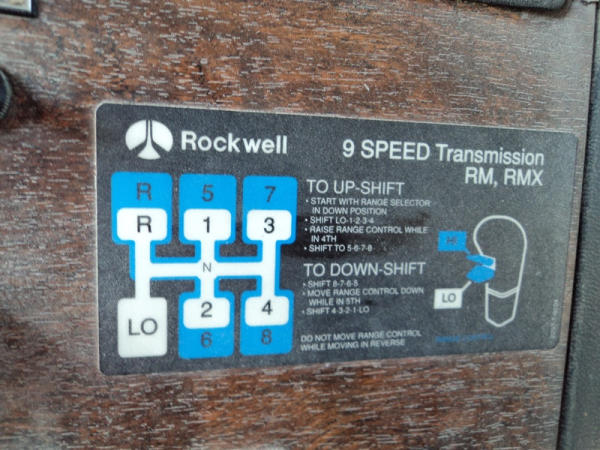 Rockwell
9 SPEED Transmission
RM, RMX
R 5 7
R 1 3
N
LO 2 4
6 8
TO UP-SHIFT
• START WITH RANGE SELECTOR
IN DOWN POSITION
• SHIFT LO-1-2-3-4
• RAISE RANGE CONTROL WHILE
IN 4TH
• SHIFT TO 5-6-7-8
TO DOWN-SHIFT
• SHIFT 8-7-6-5
• MOVE RANGE CONTROL DOWN
WHILE IN 5TH
• SHIFT 4-3-2-1-LO
DO NOT MOVE RANGE CONTROL
WHILE MOVING IN REVERSE
HI
LO